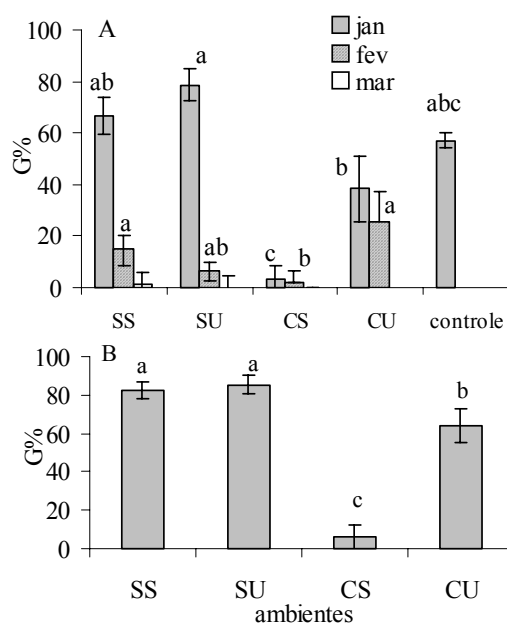 A
jan
fev
mar
100
80
60
40
20
0
G%
ab
a
a
ab
c
b
b
a
abc
SS SU CS CU controle
B
100
80
60
40
20
0
G%
a
a
c
b
SS SU CS CU
ambientes